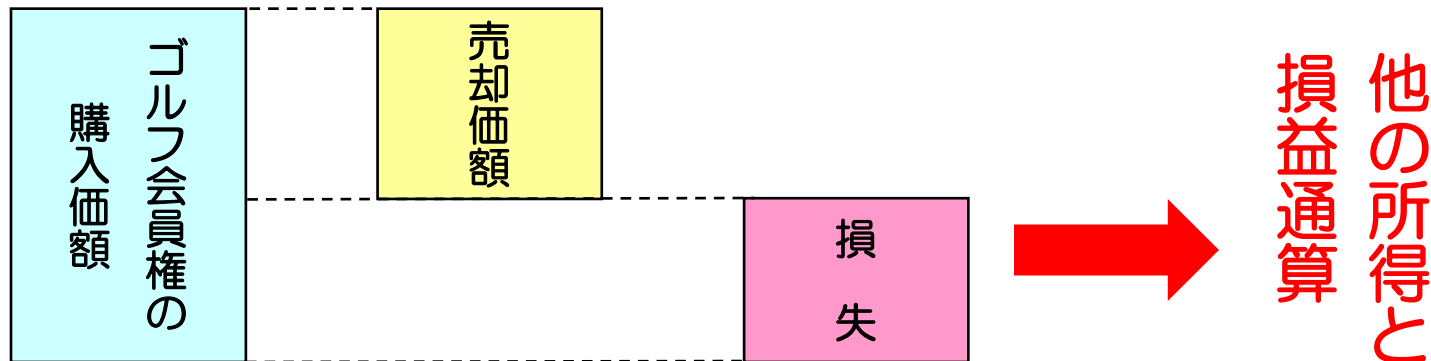 ゴルフ会員権の
購入価額
売却価額
損失
他の所得と
損益通算